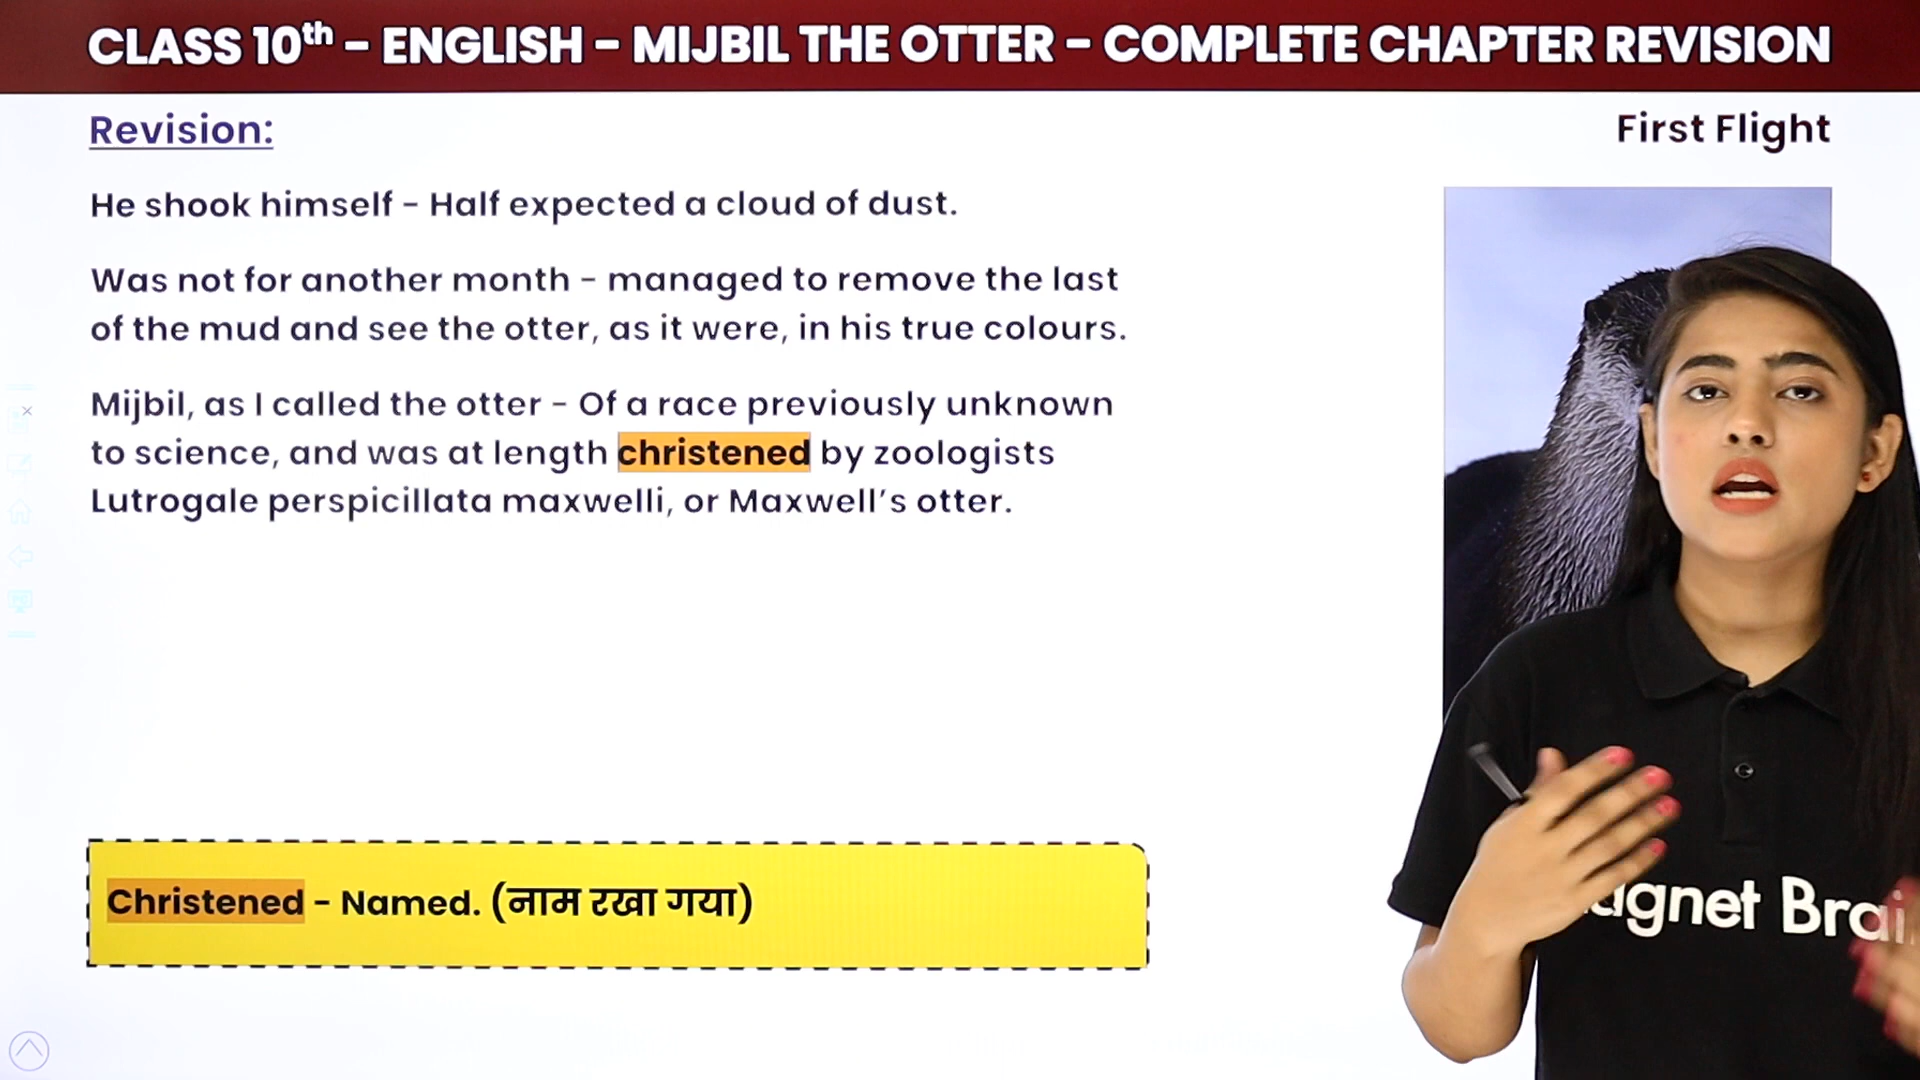 CLASS 10th – ENGLISH – MIJBIL THE OTTER – COMPLETE CHAPTER REVISION
Revision:
First Flight
He shook himself – Half expected a cloud of dust.
Was not for another month – managed to remove the last
of the mud and see the otter, as it were, in his true colours.
Mijbil, as I called the otter – Of a race previously unknown
to science, and was at length christened by zoologists
Lutrogale perspicillata maxwelli, or Maxwell’s otter.
Christened – Named. (नाम रखा गया)